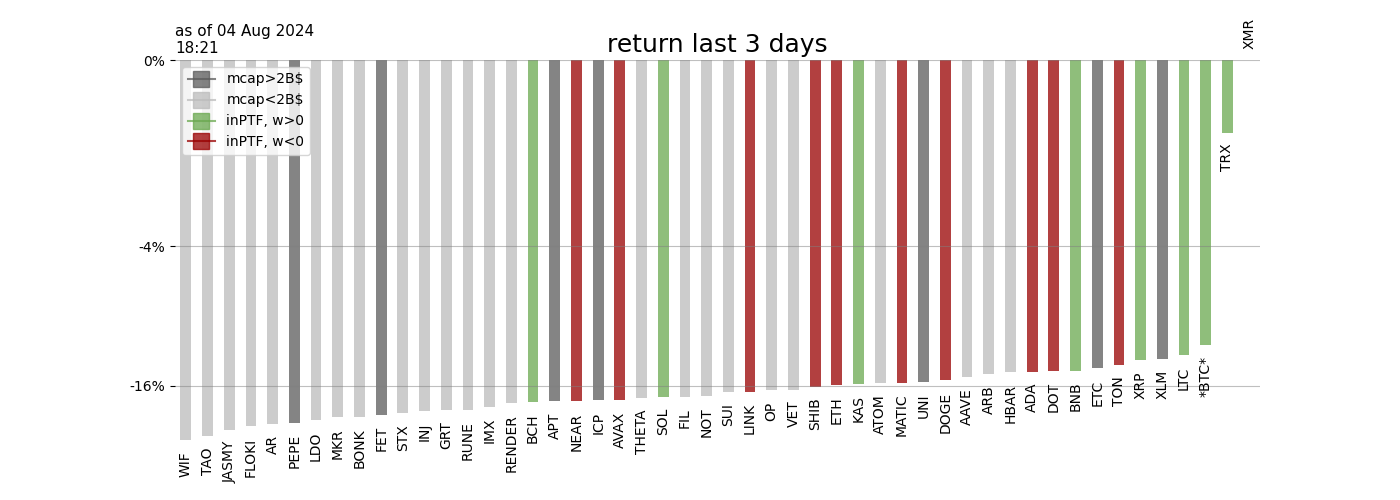 as of 04 Aug 2024
18:21
return last 3 days
XMR
0%
mcap>2B$
mcap<2B$
inPTF, w>0
inPTF, w<0
TRX
-4%
-16%
WIF
TAO
JASMY
FLOKI
AR
PEPE
LDO
MKR
BONK
FET
STX
INJ
GRT
RUNE
IMX
RENDER
BCH
APT
NEAR
ICP
AVAX
THETA
SOL
FIL
NOT
SUI
LINK
OP
VET
SHIB
ETH
KAS
ATOM
MATIC
UNI
DOGE
AAVE
ARB
HBAR
ADA
DOT
BNB
ETC
TON
XRP
XLM
LTC
*BTC*